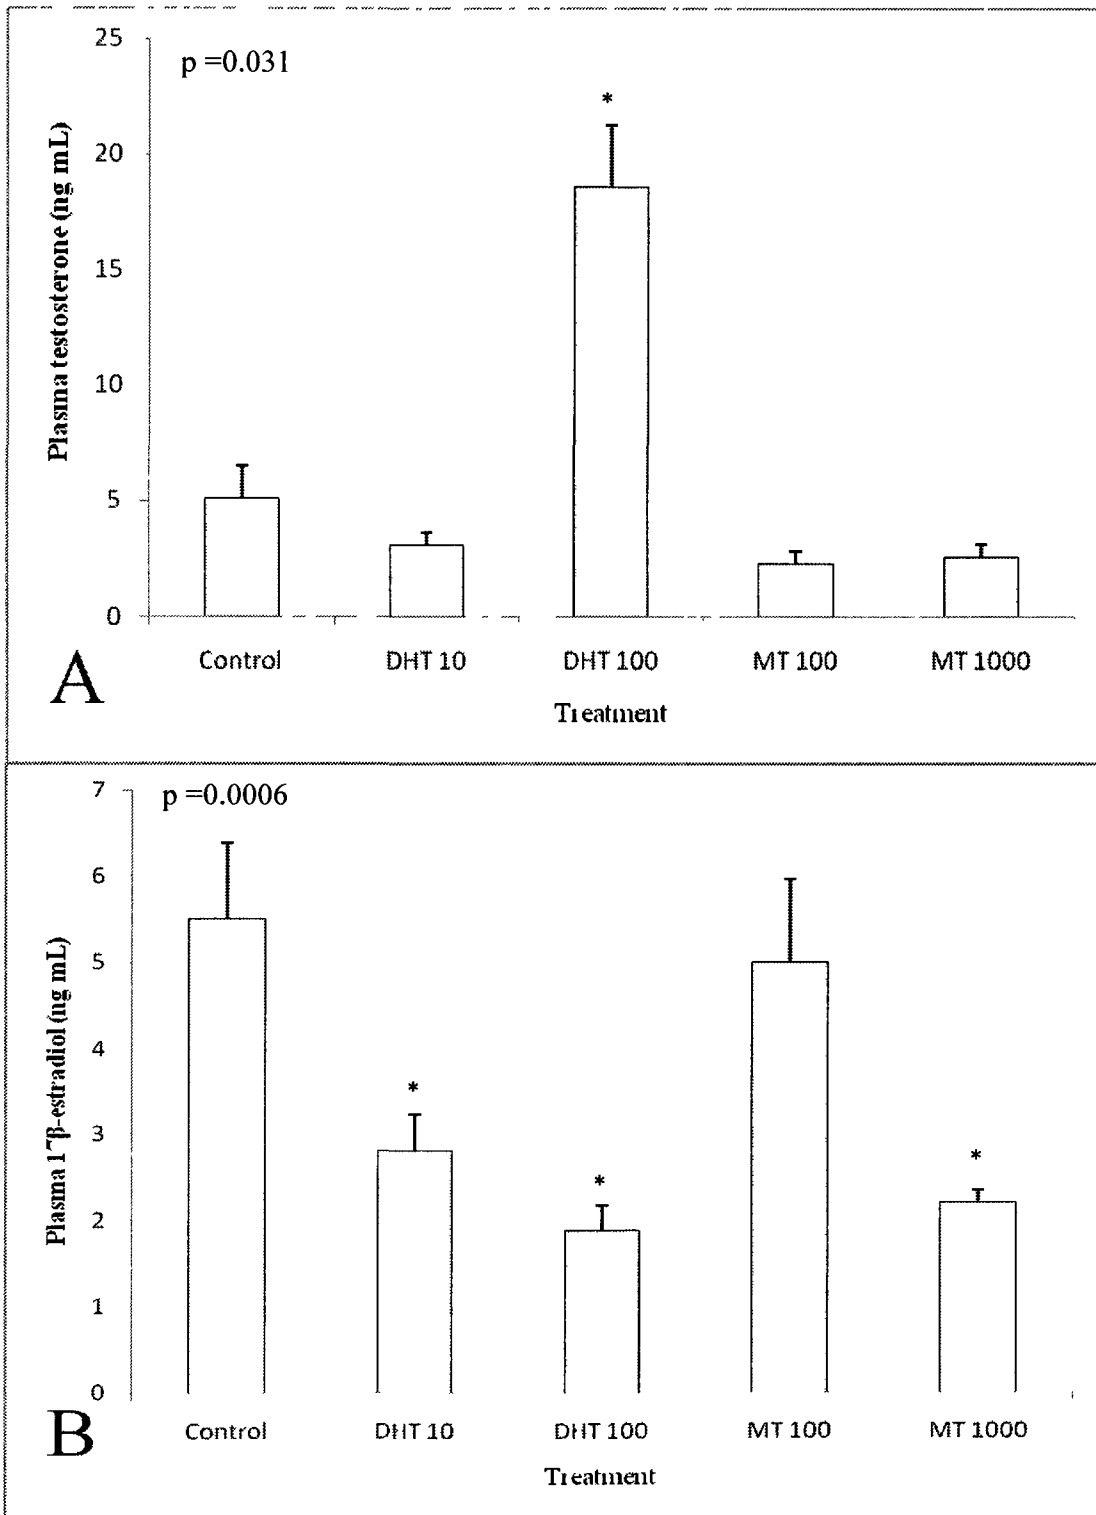 25
p =0.031
*
20
15
10
5
0
Plasma testosterone (ng mL)
Control DHT 10 DHT 100 MT 100 MT 1000
A
Treatment
7
p =0.0006
6
5
4
*
3
*
*
2
1
0
Plasma 17β-estradiol (ng mL)
Control DHT 10 DHT 100 MT 100 MT 1000
B
Treatment